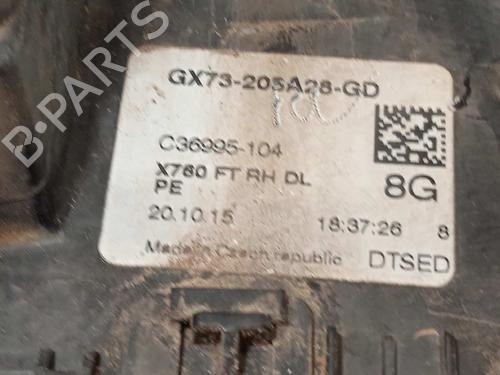 GX73-205A28-GD
C36995-104
X760 FT RH DL
PE
8G
20.10.15 18:37:26 8
Made in Czech republic DTSED
B-PARTS